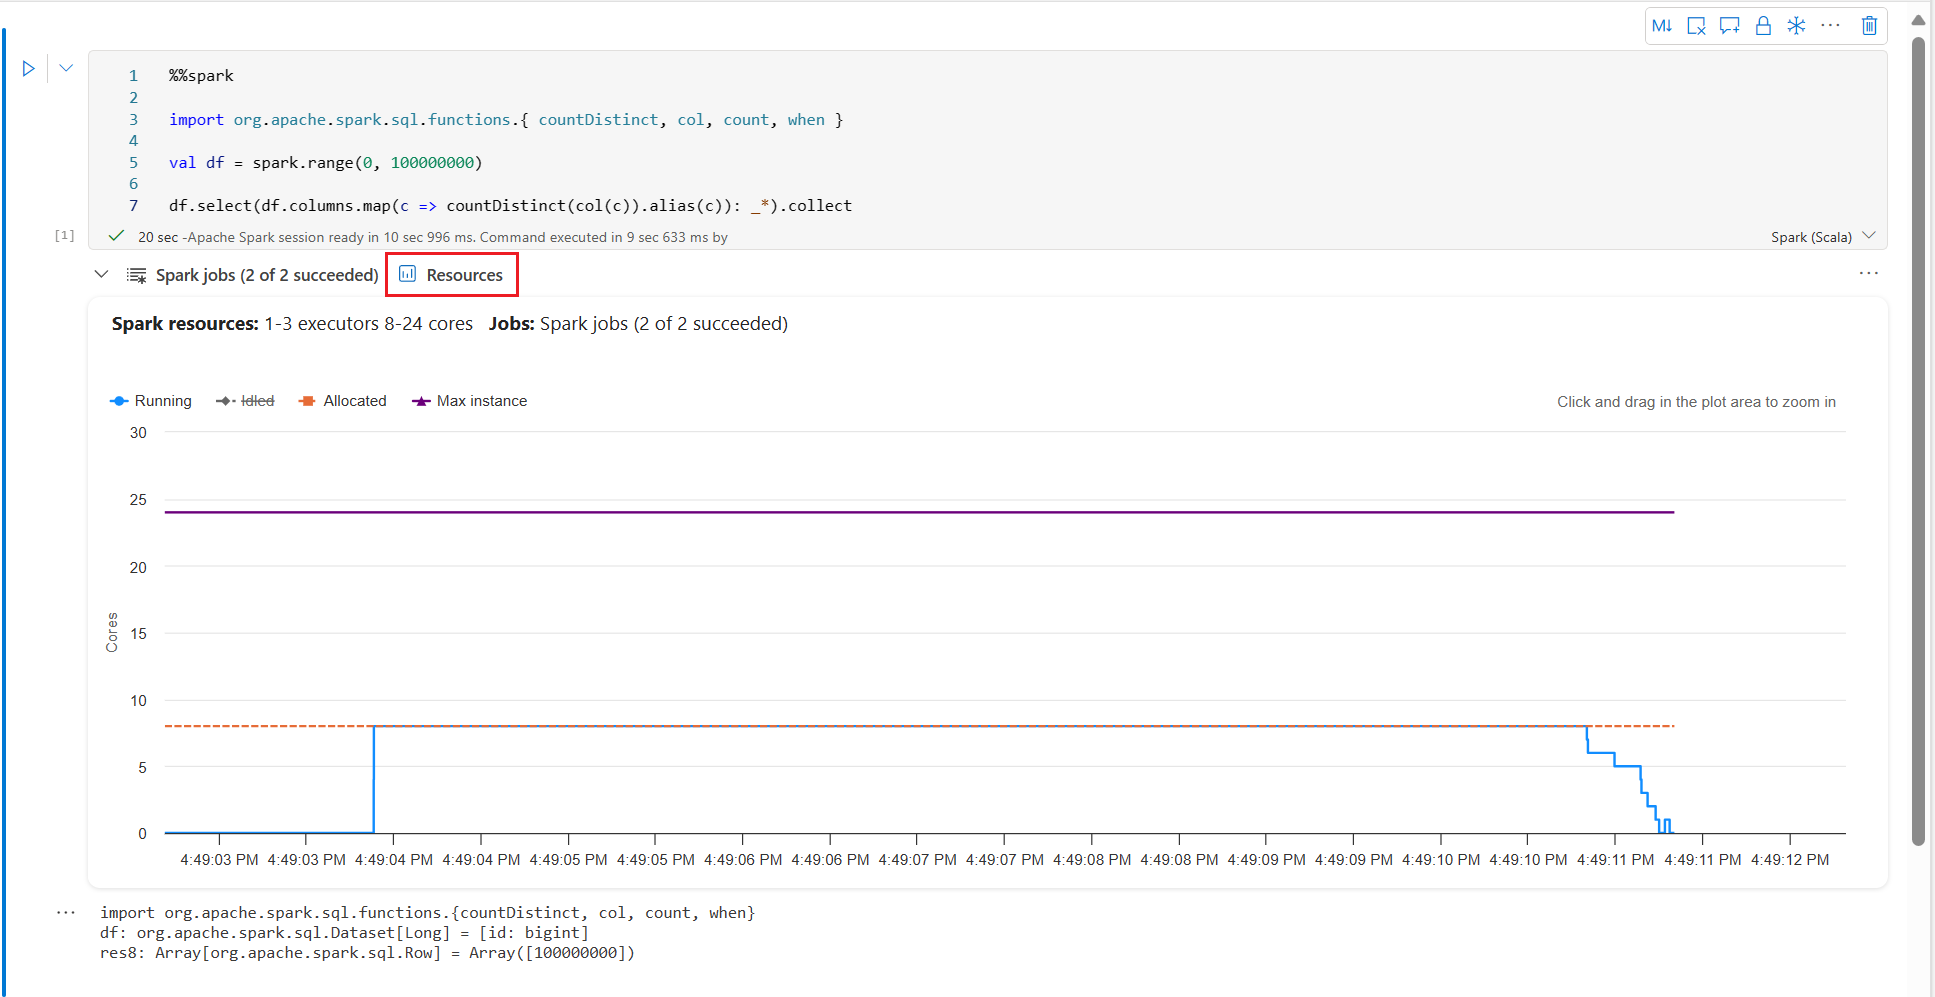 M↓
1 %%spark
2
3 import org.apache.spark.sql.functions.{ countDistinct, col, count, when }
4
5 val df = spark.range(0, 100000000)
6
7 df.select(df.columns.map(c => countDistinct(col(c)).alias(c)): _*).collect
[1] 20 sec -Apache Spark session ready in 10 sec 996 ms. Command executed in 9 sec 633 ms by Spark (Scala)
Spark jobs (2 of 2 succeeded) Resources ...
Spark resources: 1-3 executors 8-24 cores Jobs: Spark jobs (2 of 2 succeeded)
Running Idled Allocated Max instance Click and drag in the plot area to zoom in
30
25
20
15
10
5
0
Cores
4:49:03 PM 4:49:03 PM 4:49:04 PM 4:49:04 PM 4:49:05 PM 4:49:05 PM 4:49:06 PM 4:49:06 PM 4:49:07 PM 4:49:07 PM 4:49:08 PM 4:49:08 PM 4:49:09 PM 4:49:09 PM 4:49:10 PM 4:49:10 PM 4:49:11 PM 4:49:11 PM 4:49:12 PM
... import org.apache.spark.sql.functions.{countDistinct, col, count, when}
df: org.apache.spark.sql.Dataset[Long] = [id: bigint]
res8: Array[org.apache.spark.sql.Row] = Array([100000000])